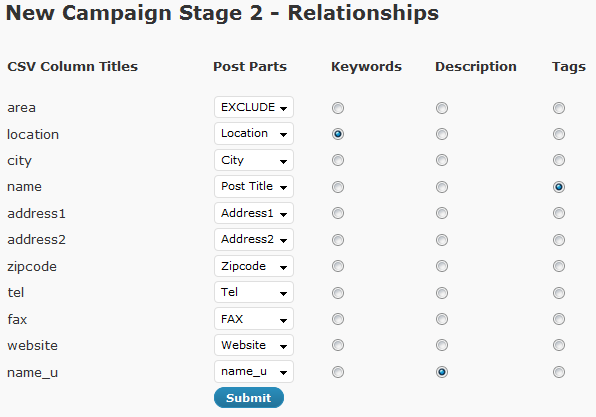 New Campaign Stage 2 - Relationships
CSV Column Titles Post Parts Keywords Description Tags
area EXCLUDE
location Location
city City
name Post Title
address1 Address1
address2 Address2
zipcode Zipcode
tel Tel
fax FAX
website Website
name_u name_u
Submit